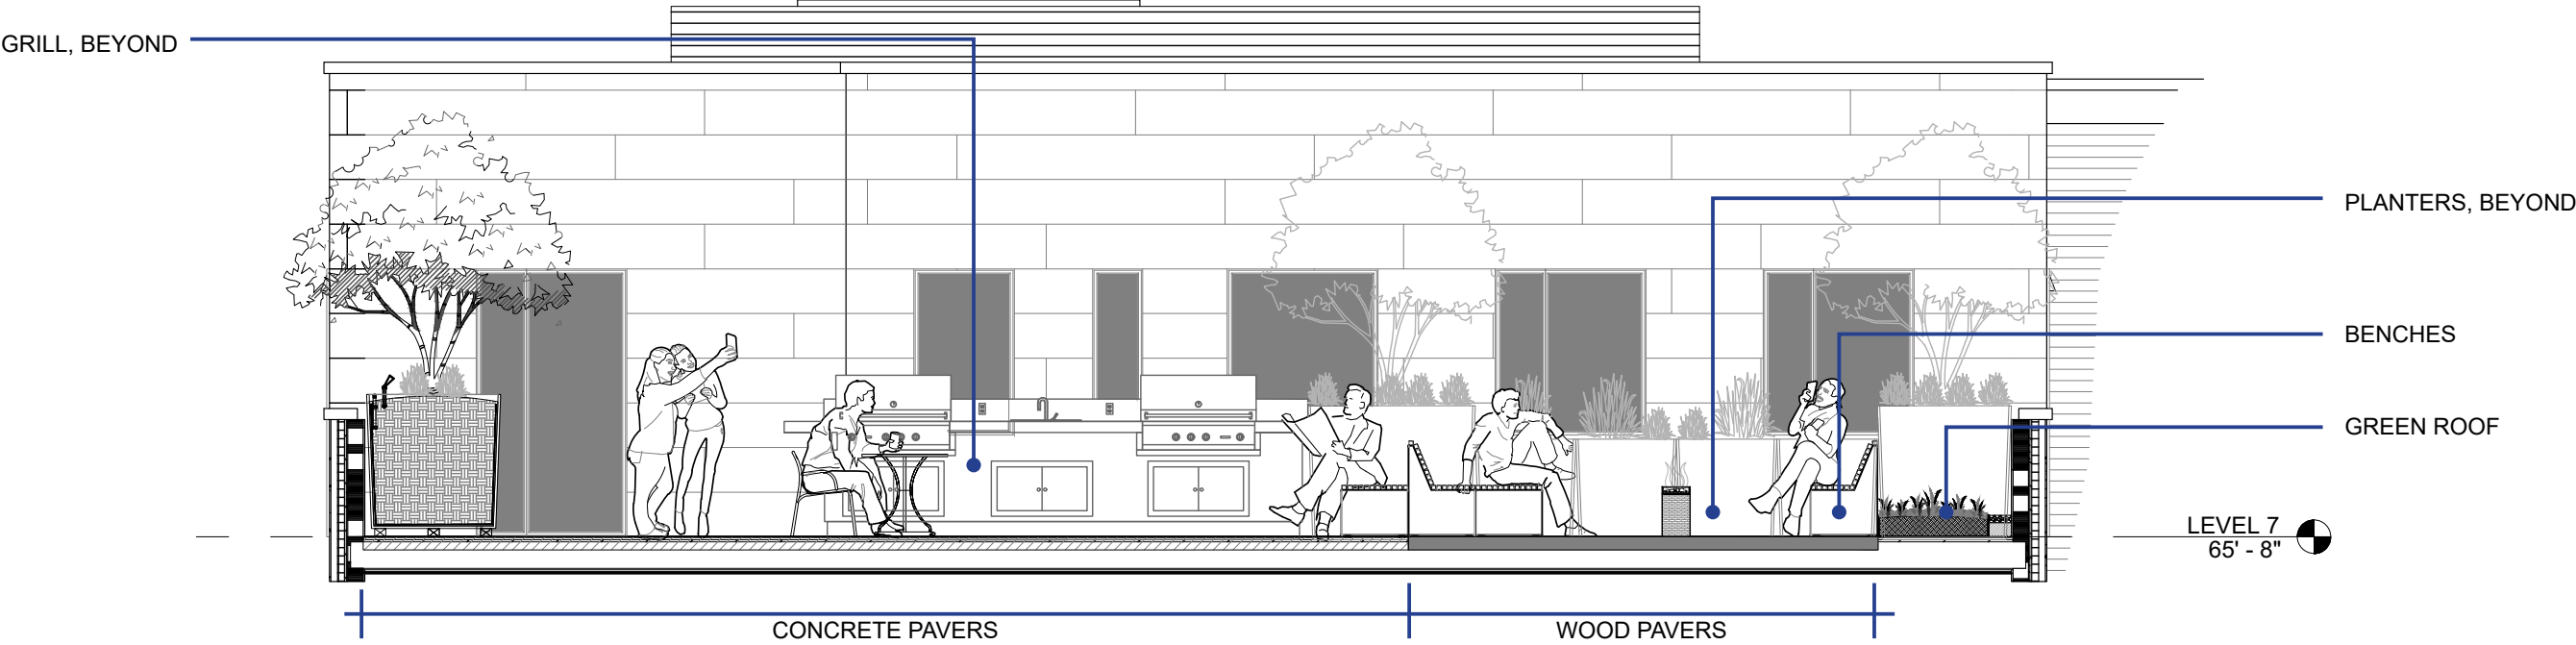 GRILL, BEYOND
PLANTERS, BEYOND
BENCHES
GREEN ROOF
LEVEL 7
65' - 8"
CONCRETE PAVERS
WOOD PAVERS